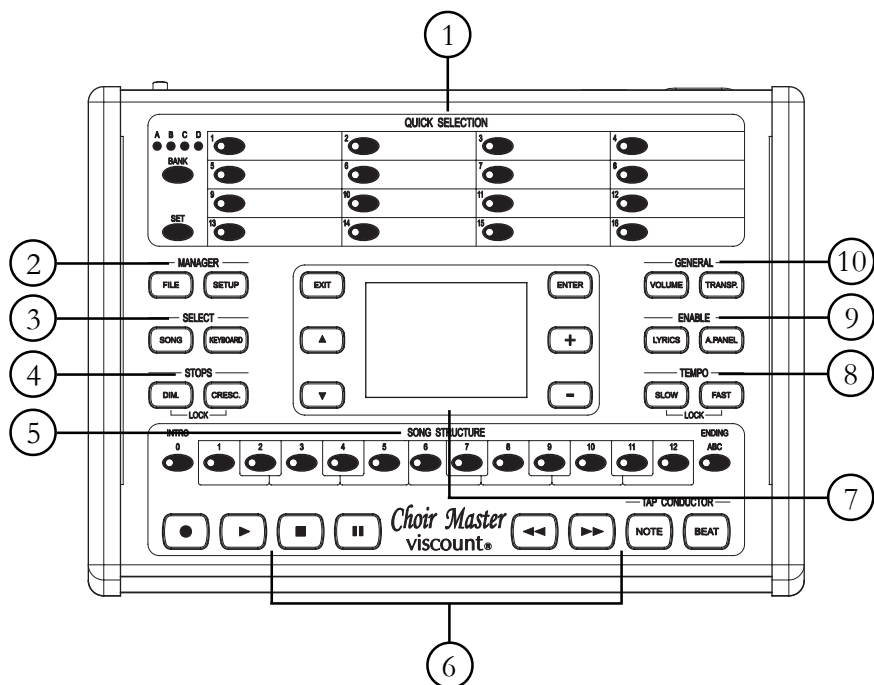 1
QUICK SELECTION
A B C D
1 2 3 4
BANK
5 6 7 8
9 10 11 12
SET
13 14 15 16
2 MANAGER GENERAL 10
FILE SETUP EXIT ENTER VOLUME TRANSP.
3 SELECT ENABLE 9
SONG KEYBOARD + LYRICS A.PANEL
4 STOPS TEMPO 8
DIM. CRESC. - SLOW FAST
LOCK LOCK
5 INTRO SONG STRUCTURE ENDING
0 1 2 3 4 5 6 7 8 9 10 11 12 ABC
7
TAP CONDUCTOR
Choir Master
viscount®
NOTE BEAT
6